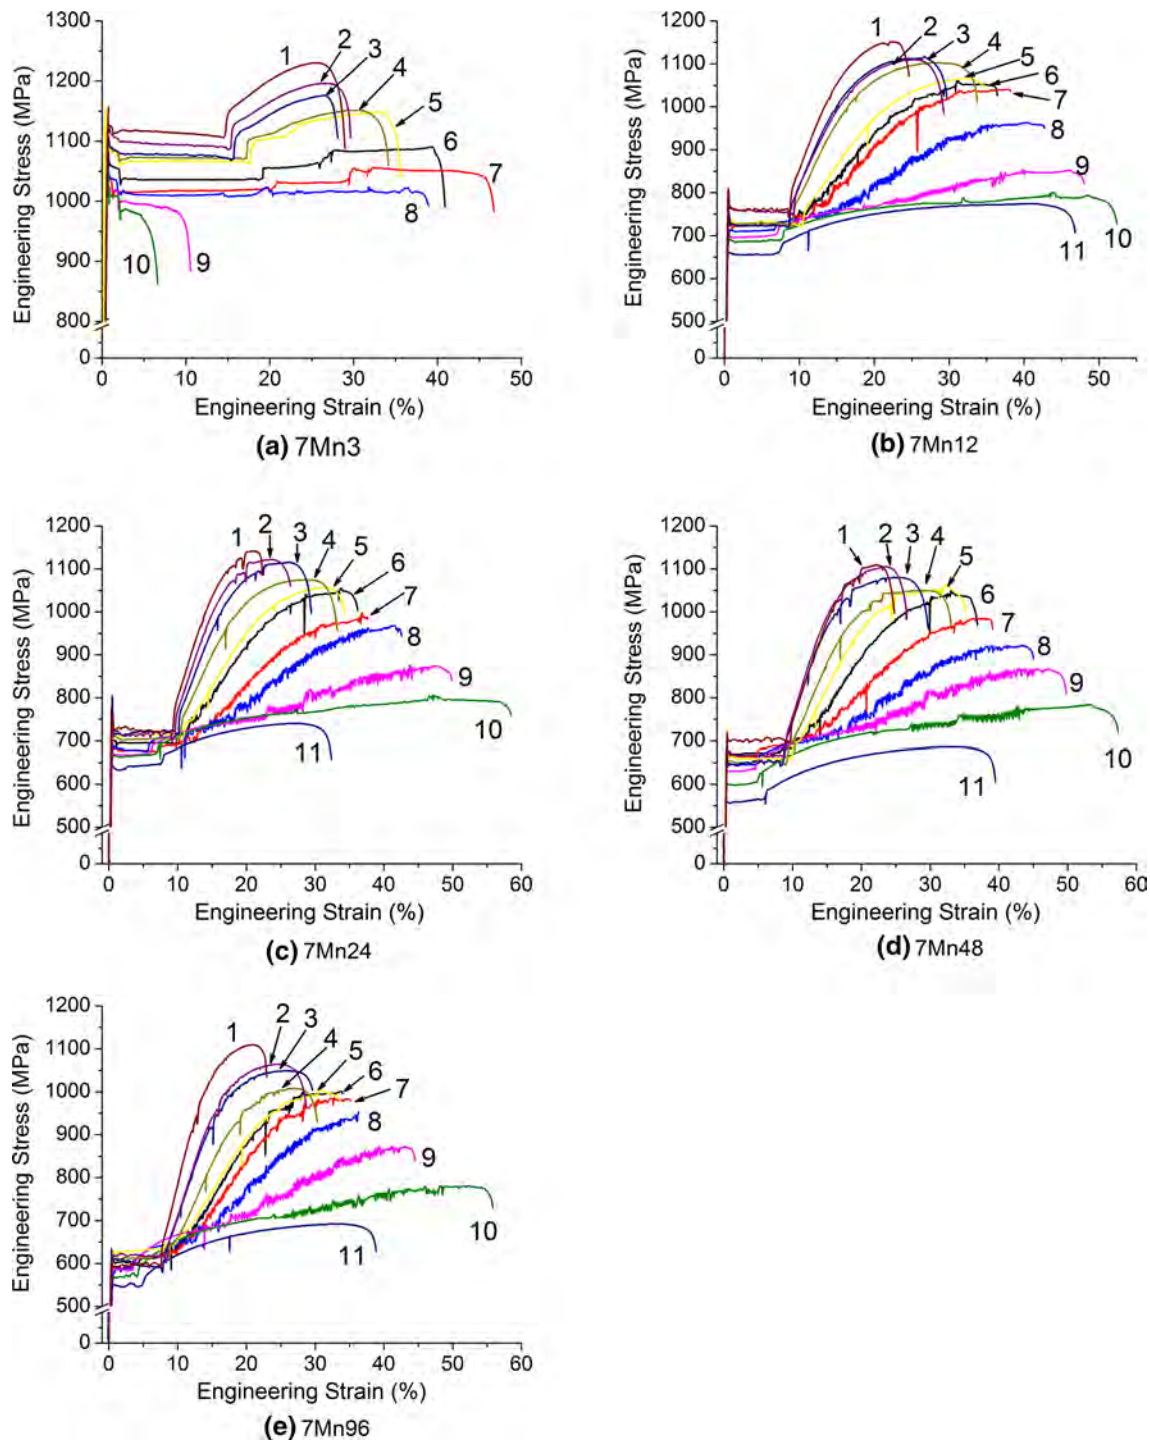 1300
1200
1100
1000
900
800
0
Engineering Stress (MPa)
1 2 3 4 5 6 7 8 9 10
0 10 20 30 40 50
Engineering Strain (%)
(a) 7Mn3
1200
1100
1000
900
800
700
600
500
0
Engineering Stress (MPa)
1 2 3 4 5 6 7 8 9 10 11
0 10 20 30 40 50
Engineering Strain (%)
(b) 7Mn12
1200
1100
1000
900
800
700
600
500
0
Engineering Stress (MPa)
1 2 3 4 5 6 7 8 9 10 11
0 10 20 30 40 50 60
Engineering Strain (%)
(c) 7Mn24
1200
1100
1000
900
800
700
600
500
0
Engineering Stress (MPa)
1 2 3 4 5 6 7 8 9 10 11
0 10 20 30 40 50 60
Engineering Strain (%)
(d) 7Mn48
1200
1100
1000
900
800
700
600
500
0
Engineering Stress (MPa)
1 2 3 4 5 6 7 8 9 10 11
0 10 20 30 40 50 60
Engineering Strain (%)
(e) 7Mn96